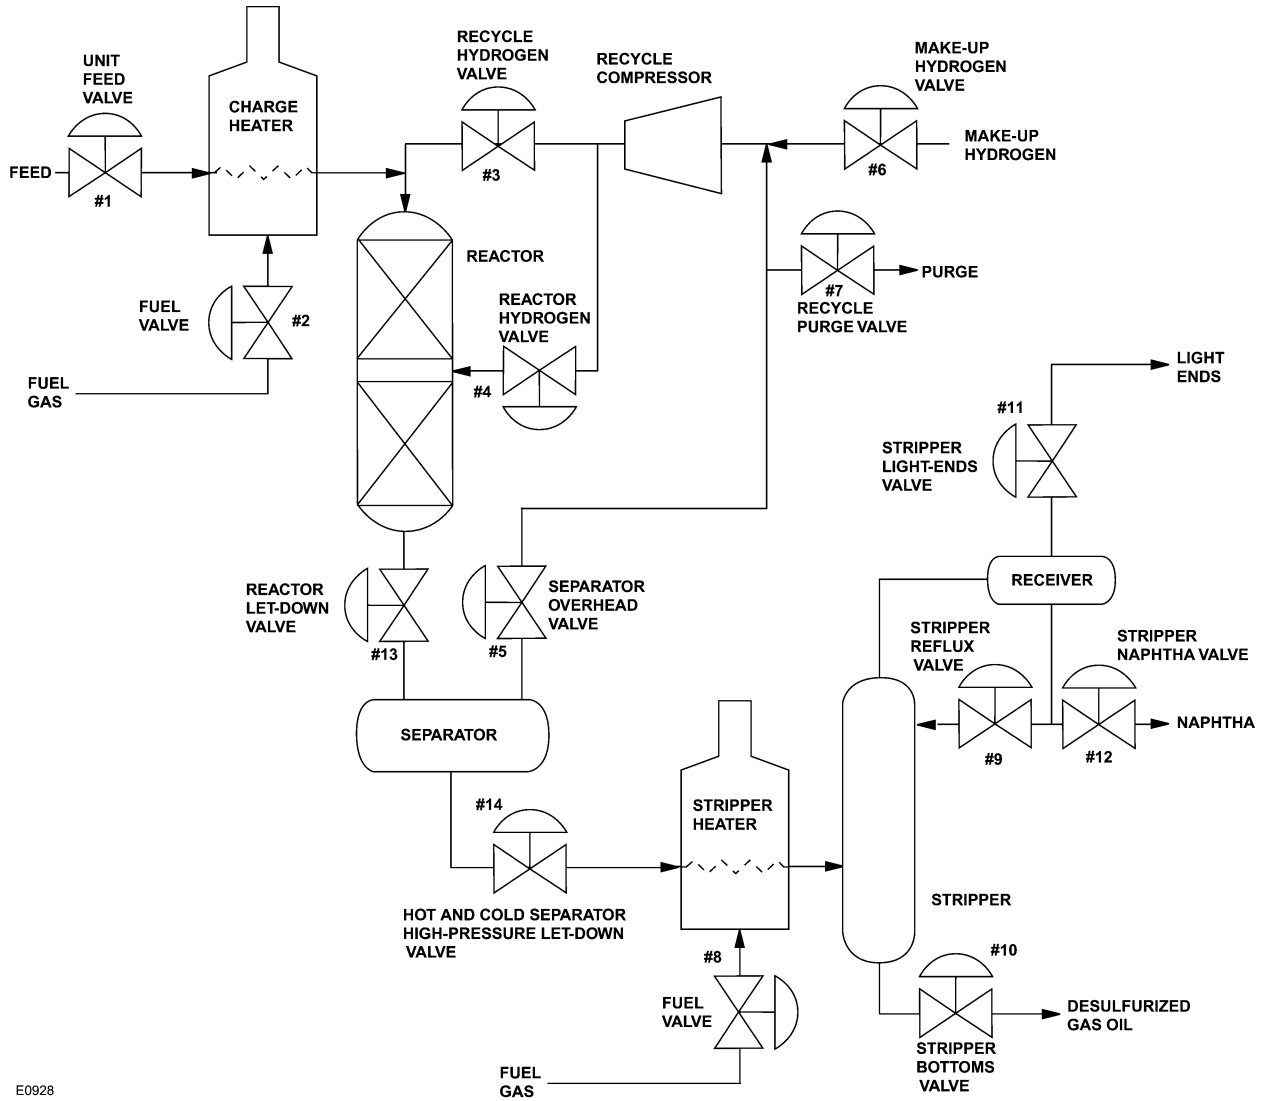 UNIT
FEED
VALVE
FEED
#1
CHARGE
HEATER
FUEL
VALVE
#2
FUEL
GAS
RECYCLE
HYDROGEN
VALVE
#3
RECYCLE
COMPRESSOR
MAKE-UP
HYDROGEN
VALVE
#6
MAKE-UP
HYDROGEN
REACTOR
REACTOR
HYDROGEN
VALVE
#4
#7
RECYCLE
PURGE VALVE
PURGE
LIGHT
ENDS
#11
STRIPPER
LIGHT-ENDS
VALVE
RECEIVER
REACTOR
LET-DOWN
VALVE
#13
SEPARATOR
OVERHEAD
VALVE
#5
STRIPPER
REFLUX
VALVE
#9
STRIPPER
NAPHTHA VALVE
#12
NAPHTHA
SEPARATOR
#14
HOT AND COLD SEPARATOR
HIGH-PRESSURE LET-DOWN
VALVE
STRIPPER
HEATER
STRIPPER
#8
FUEL
VALVE
FUEL
GAS
#10
STRIPPER
BOTTOMS
VALVE
DESULFURIZED
GAS OIL
E0928